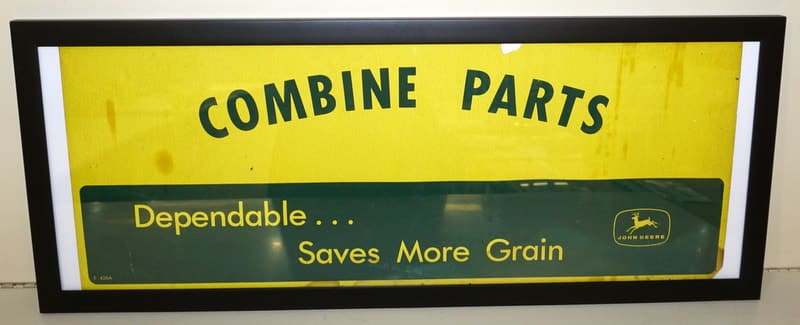 COMBINE PARTS
Dependable...
Saves More Grain
JOHN DEERE